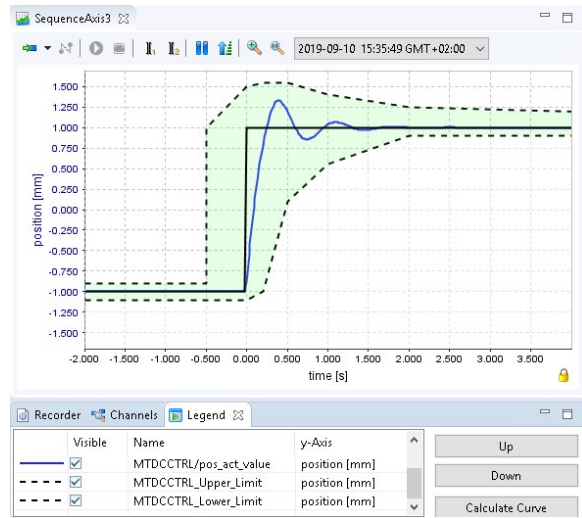 SequenceAxis3
2019-09-10 15:35:49 GMT+02:00
1.500
1.250
1.000
0.750
0.500
0.250
0.000
-0.250
-0.500
-0.750
-1.000
-1.250
-1.500
position [mm]
-2.000 -1.500 -1.000 -0.500 0.000 0.500 1.000 1.500 2.000 2.500 3.000 3.500
time [s]
Recorder Channels Legend
Visible Name y-Axis
MTDCCTRL/pos_act_value position [mm]
MTDCCTRL_Upper_Limit position [mm]
MTDCCTRL_Lower_Limit position [mm]
Up
Down
Calculate Curve